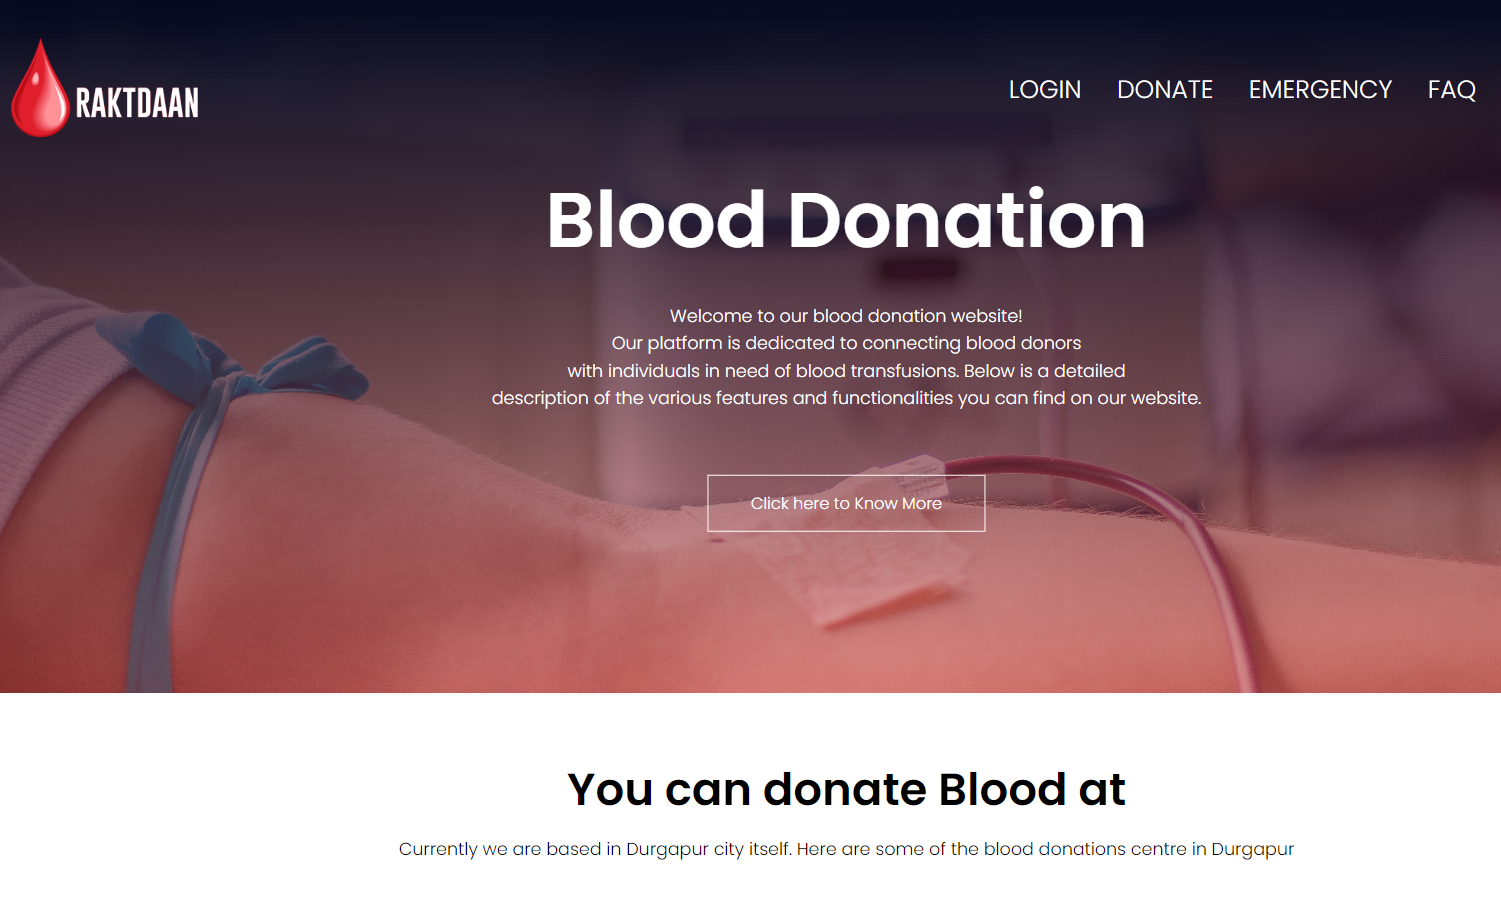 RAKTDAAN
LOGIN DONATE EMERGENCY FAQ
Blood Donation
Welcome to our blood donation website!
Our platform is dedicated to connecting blood donors
with individuals in need of blood transfusions. Below is a detailed
description of the various features and functionalities you can find on our website.
Click here to Know More
You can donate Blood at
Currently we are based in Durgapur city itself. Here are some of the blood donations centre in Durgapur